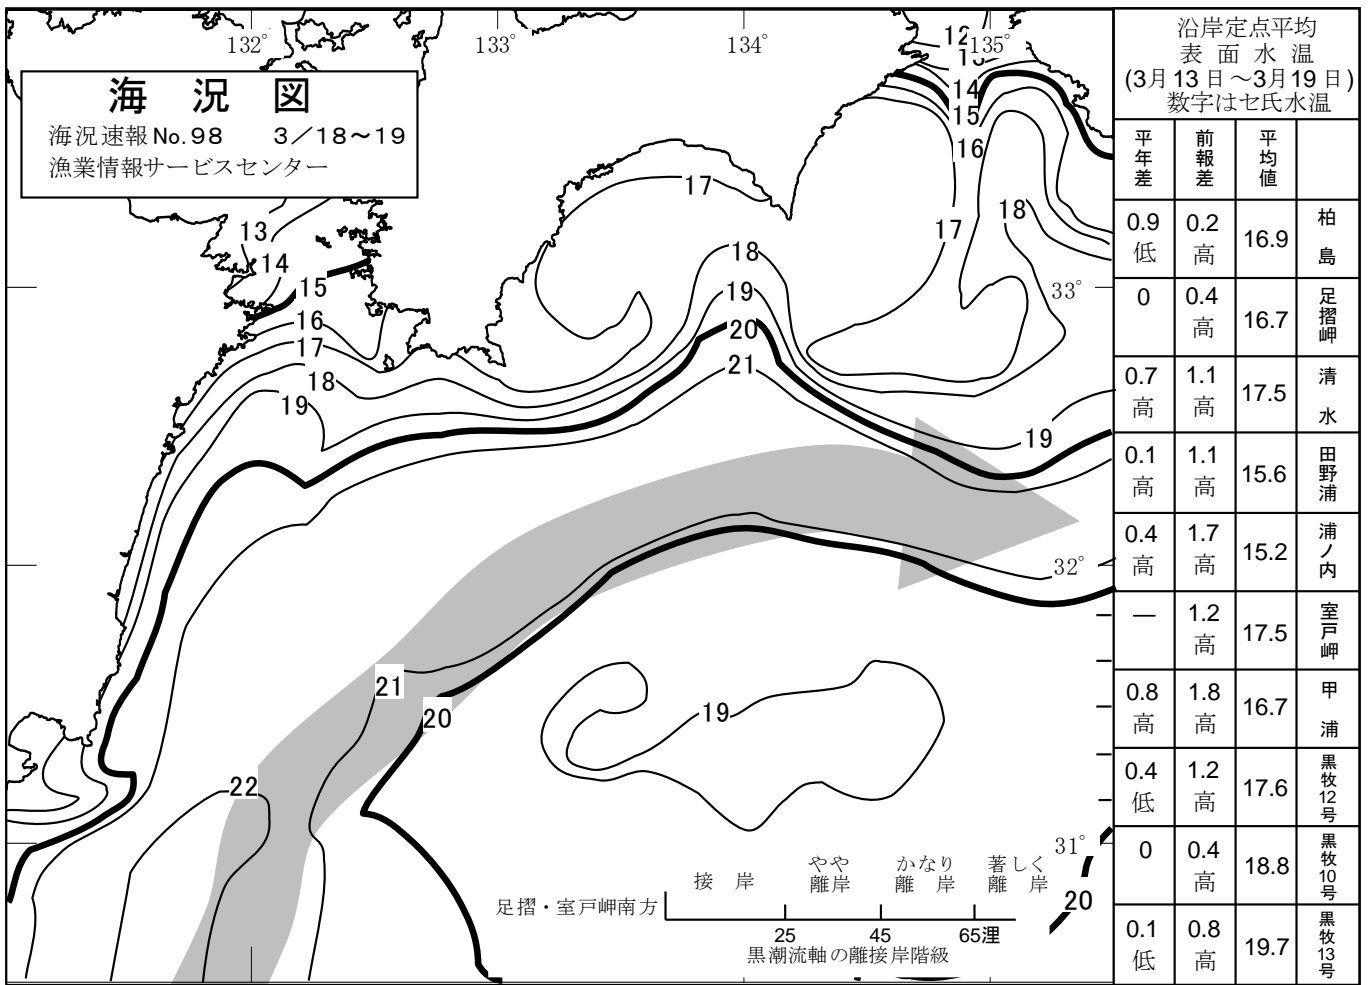 海況図
海況速報No.98 3/18～19
漁業情報サービスセンター
132°
133°
134°
135°
33°
32°
31°
12
13
14
15
16
17
18
17
13
14
15
16
17
18
19
17
18
19
20
21
19
21
20
22
19
20
接岸
やや離岸
かなり離岸
著しく離岸
足摺・室戸岬南方
25 45 65浬
黒潮流軸の離接岸階級
沿岸定点平均
表面水温
(3月13日～3月19日)
数字はセ氏水温
平年差 前報差 平均値
0.9低 0.2高 16.9 柏島
0 0.4高 16.7 足摺岬
0.7高 1.1高 17.5 清水
0.1高 1.1高 15.6 田野浦
0.4高 1.7高 15.2 浦ノ内
— 1.2高 17.5 室戸岬
0.8高 1.8高 16.7 甲浦
0.4低 1.2高 17.6 黒牧12号
0 0.4高 18.8 黒牧10号
0.1低 0.8高 19.7 黒牧13号